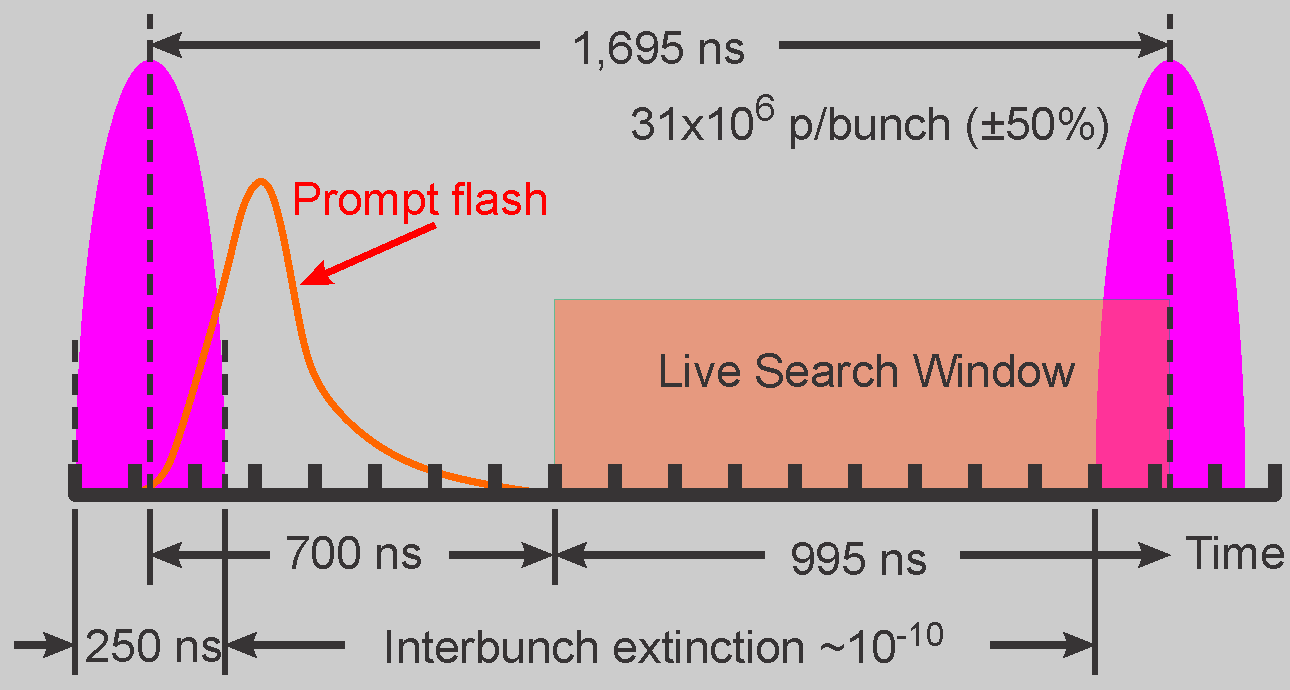 1,695 ns
31x10⁶ p/bunch (±50%)
Prompt flash
Live Search Window
700 ns
995 ns
Time
250 ns
Interbunch extinction ~10⁻¹⁰